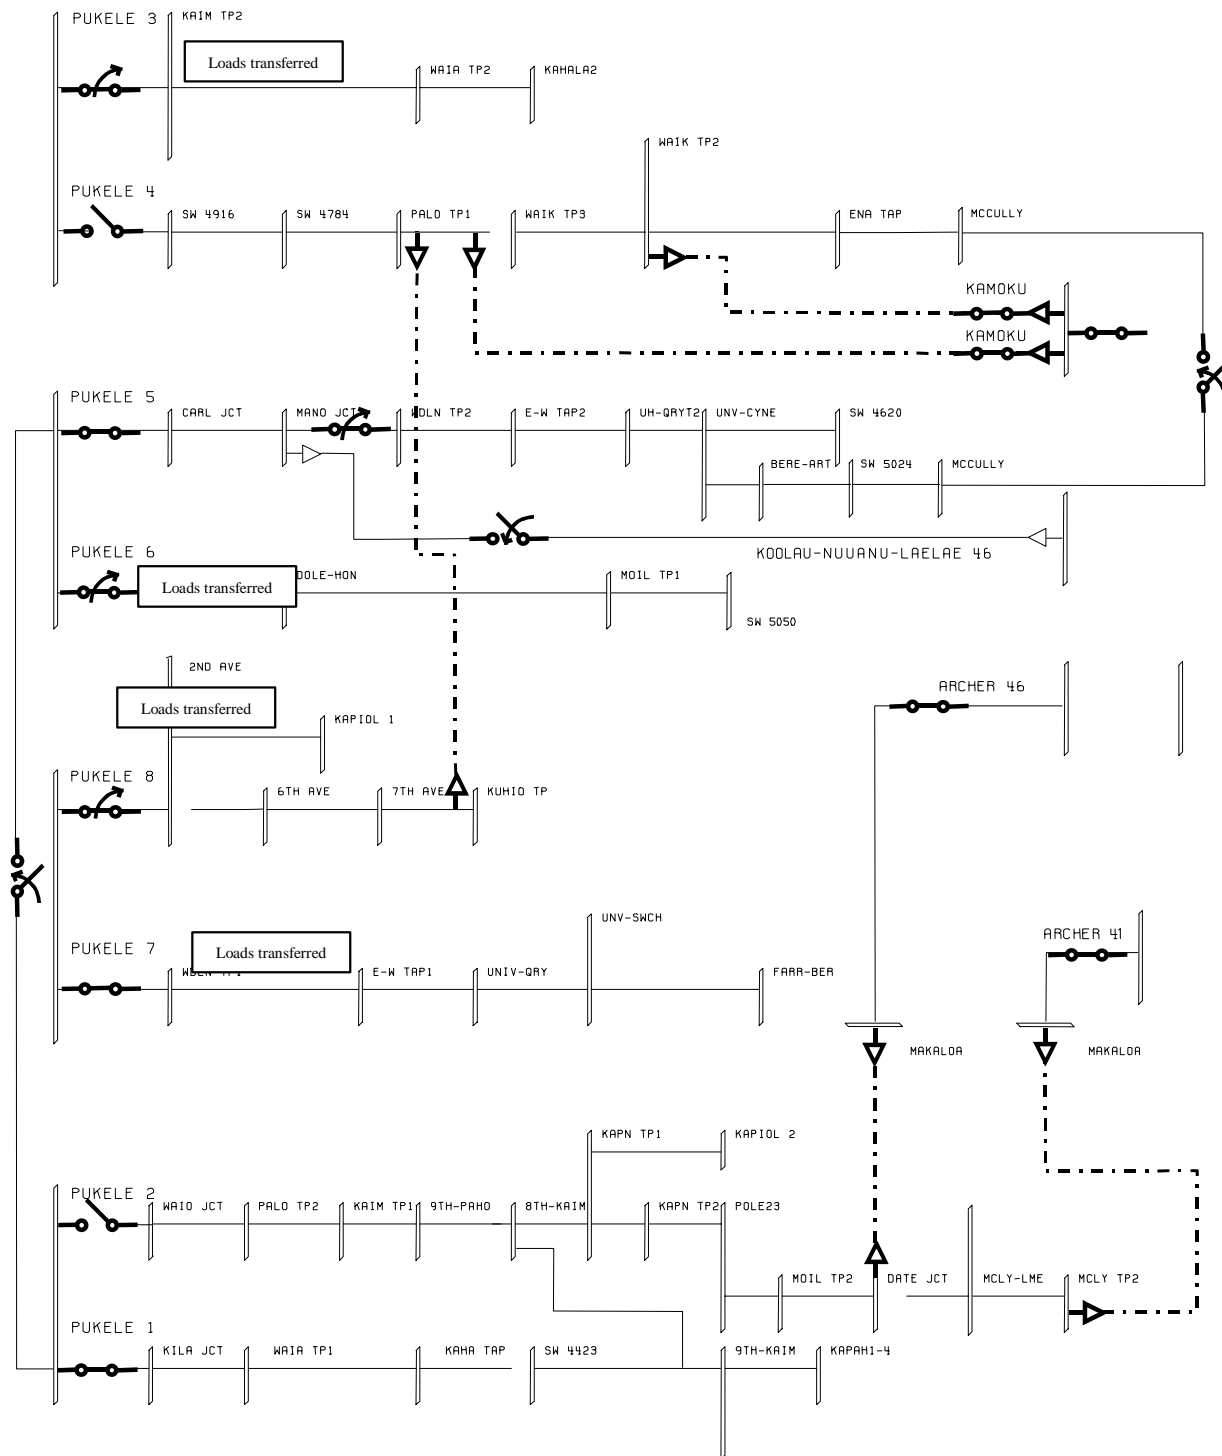 PUKELE 3
KAIM TP2
Loads transferred
WAIA TP2
KAHALA2
WAIK TP2
PUKELE 4
SW 4916
SW 4784
PALO TP1
WAIK TP3
ENA TAP
MCCULLY
KAMOKU
KAMOKU
PUKELE 5
CARL JCT
MANO JCT
WDLN TP2
E-W TAP2
UH-QRYT2
UNV-CYNE
SW 4620
BERE-ART
SW 5024
MCCULLY
KOOLAU-NUUANU-LAELAE 46
PUKELE 6
Loads transferred
DOLE-HON
MOIL TP1
SW 5050
2ND AVE
Loads transferred
KAPIOL 1
ARCHER 46
PUKELE 8
6TH AVE
7TH AVE
KUHIO TP
UNV-SWCH
PUKELE 7
Loads transferred
WDLN TP1
E-W TAP1
UNIV-QRY
FARR-BER
ARCHER 41
MAKALOA
MAKALOA
KAPN TP1
KAPIOL 2
PUKELE 2
WAIO JCT
PALO TP2
KAIM TP1
9TH-PAHO
8TH-KAIM
KAPN TP2
POLE23
MOIL TP2
DATE JCT
MCLY-LME
MCLY TP2
PUKELE 1
KILA JCT
WAIA TP1
KAHA TAP
SW 4423
9TH-KAIM
KAPAH1-4